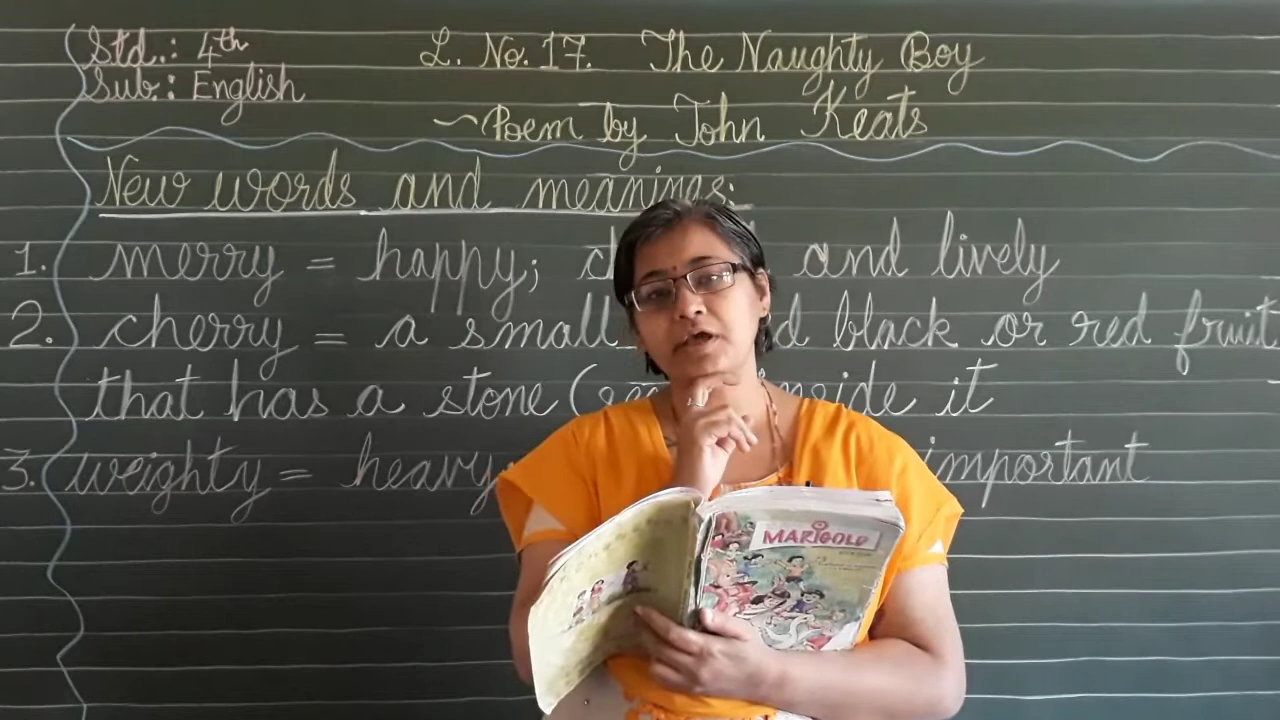 Std.: 4th
Sub.: English
L. No. 17. The Naughty Boy
~Poem by John Keats
New words and meanings:
1. merry = happy; and lively
2. cherry = a small black or red fruit
that has a stone ( it
3. weighty = heavy important
MARIGOLD